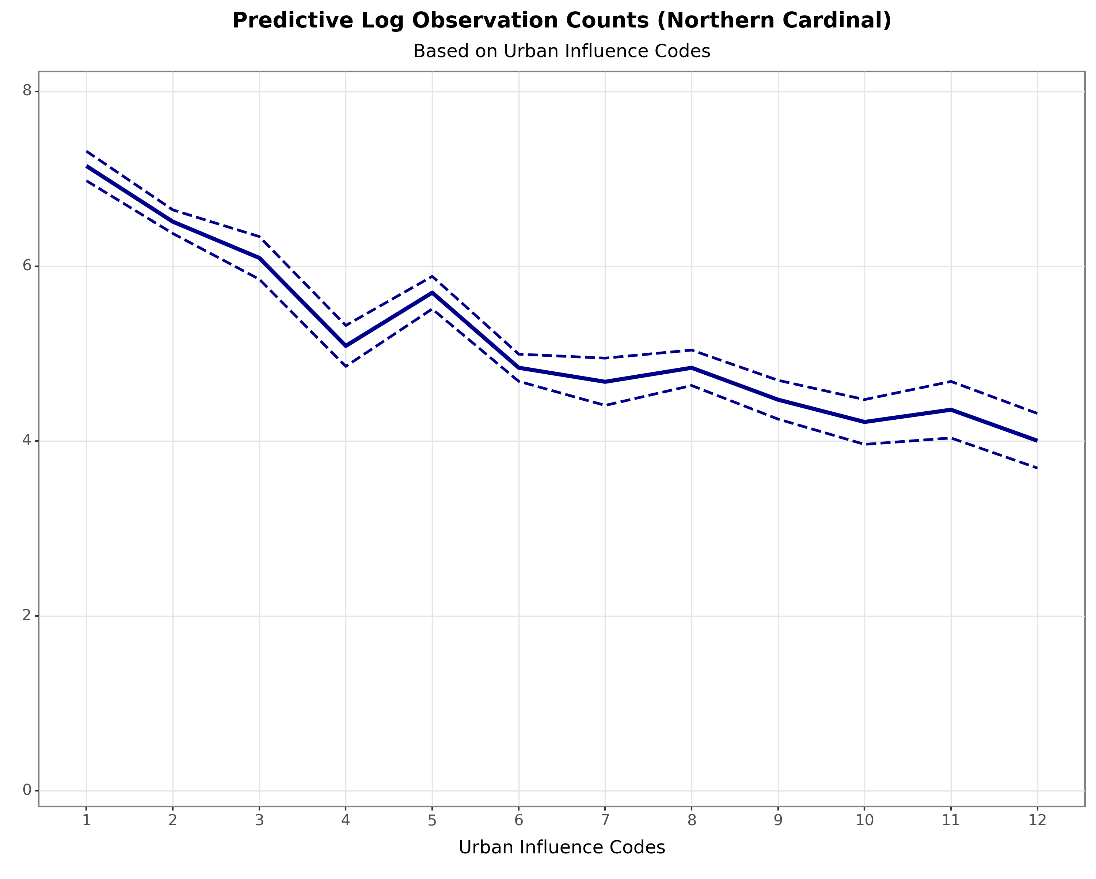 Predictive Log Observation Counts (Northern Cardinal)
Based on Urban Influence Codes
8
6
4
2
0
1 2 3 4 5 6 7 8 9 10 11 12
Urban Influence Codes